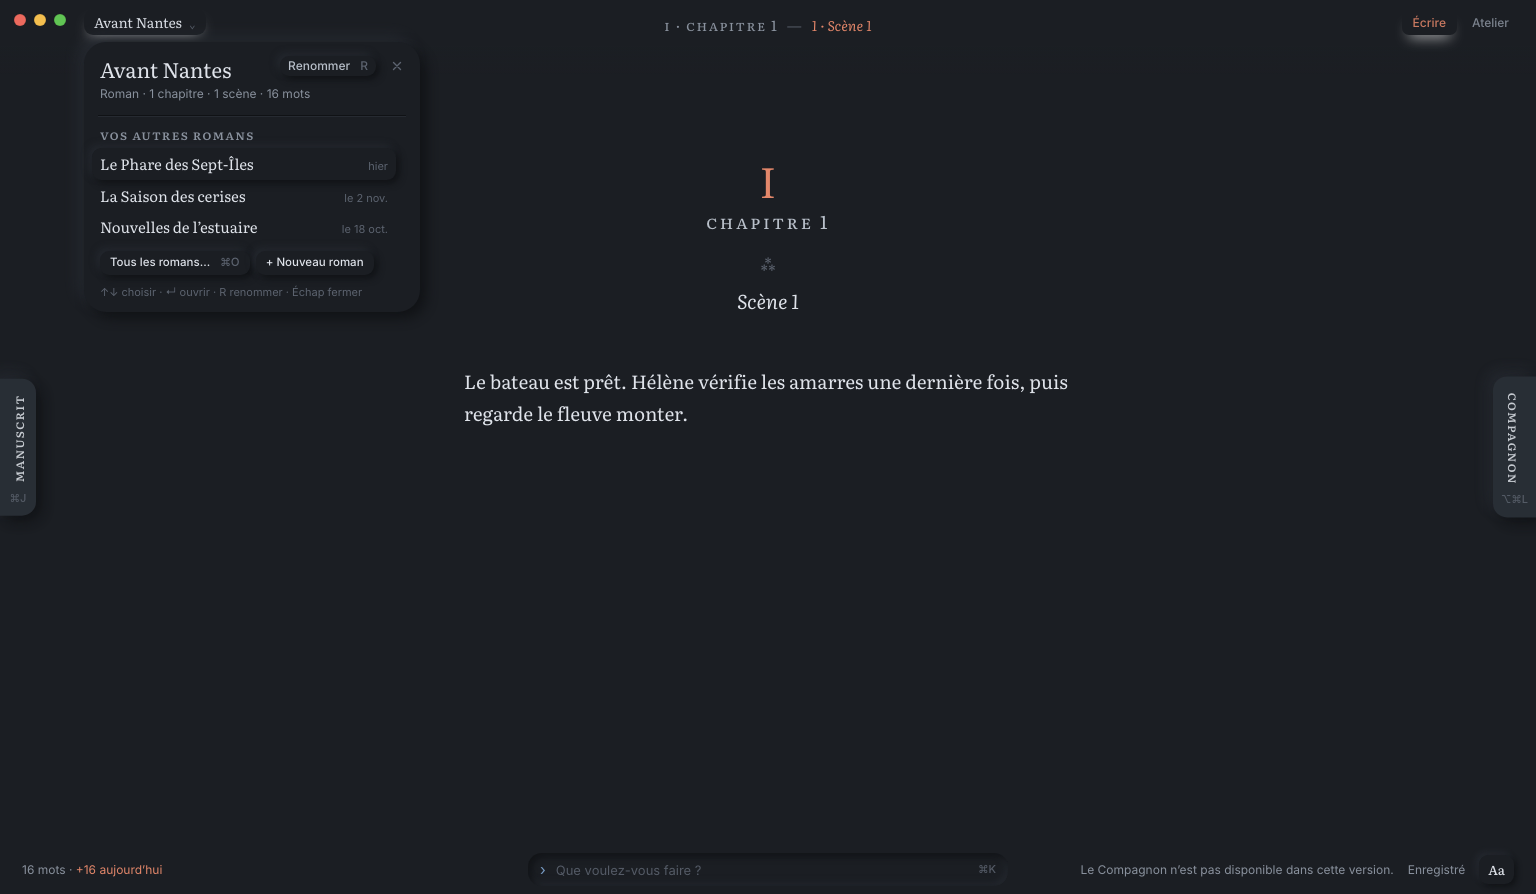 Avant Nantes
I · CHAPITRE 1 — 1 · Scène 1
Écrire
Atelier
Avant Nantes
Renommer R ×
Roman · 1 chapitre · 1 scène · 16 mots
VOS AUTRES ROMANS
Le Phare des Sept-Îles hier
La Saison des cerises le 2 nov.
Nouvelles de l’estuaire le 18 oct.
Tous les romans… ⌘O + Nouveau roman
↑↓ choisir · ↵ ouvrir · R renommer · Échap fermer
I
CHAPITRE 1
⁂
Scène 1
Le bateau est prêt. Hélène vérifie les amarres une dernière fois, puis
regarde le fleuve monter.
MANUSCRIT
⌘J
COMPAGNON
⌥⌘L
16 mots · +16 aujourd’hui
› Que voulez-vous faire ? ⌘K
Le Compagnon n’est pas disponible dans cette version.
Enregistré
Aa